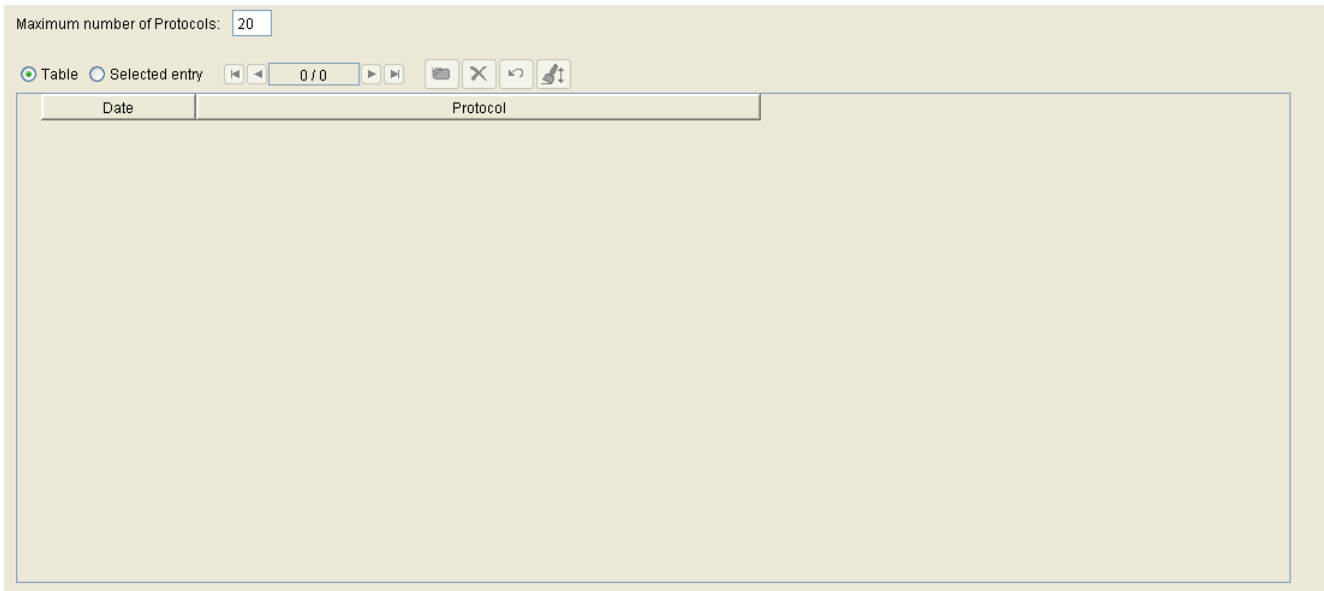 Maximum number of Protocols: 20
Table Selected entry 0 / 0
Date Protocol